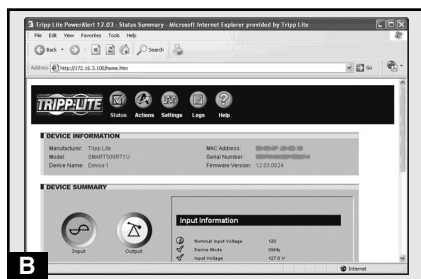 Tripp Lite PowerAlert 12.03 - Status Summary - Microsoft Internet Explorer provided by Tripp Lite
File Edit View Favorites Tools Help
Back Search
Address http://172.16.3.100/home.htm Go
TRIPP·LITE Status Actions Settings Logs Help
DEVICE INFORMATION
Manufacturer: Tripp Lite MAC Address:
Model: SMART500RT1U Serial Number:
Device Name: Device 1 Firmware Version: 12.03.0024
DEVICE SUMMARY
Input Information
Input Output
Nominal Input Voltage 120
Device Mode Utility
Input Voltage 127.0 V
B
Internet